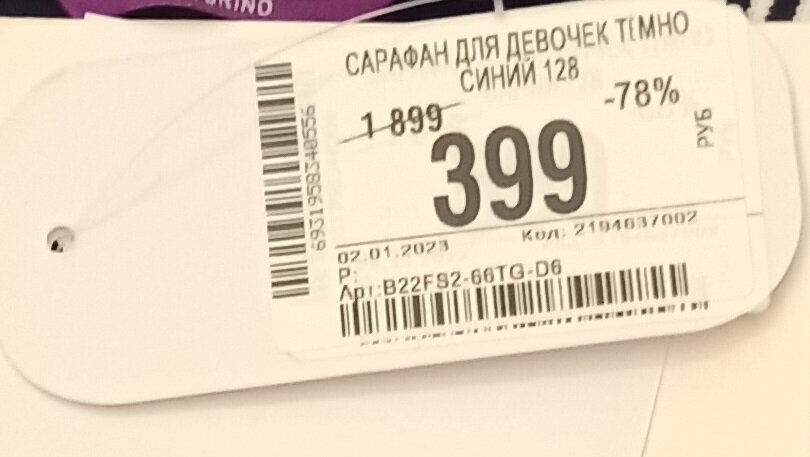 САРАФАН ДЛЯ ДЕВОЧЕК ТЕМНО
СИНИЙ 128
1 899
-78%
399
РУБ
6931958340556
02.01.2023
Код: 2194637002
Р:
Арт:B22FS2-66TG-D6